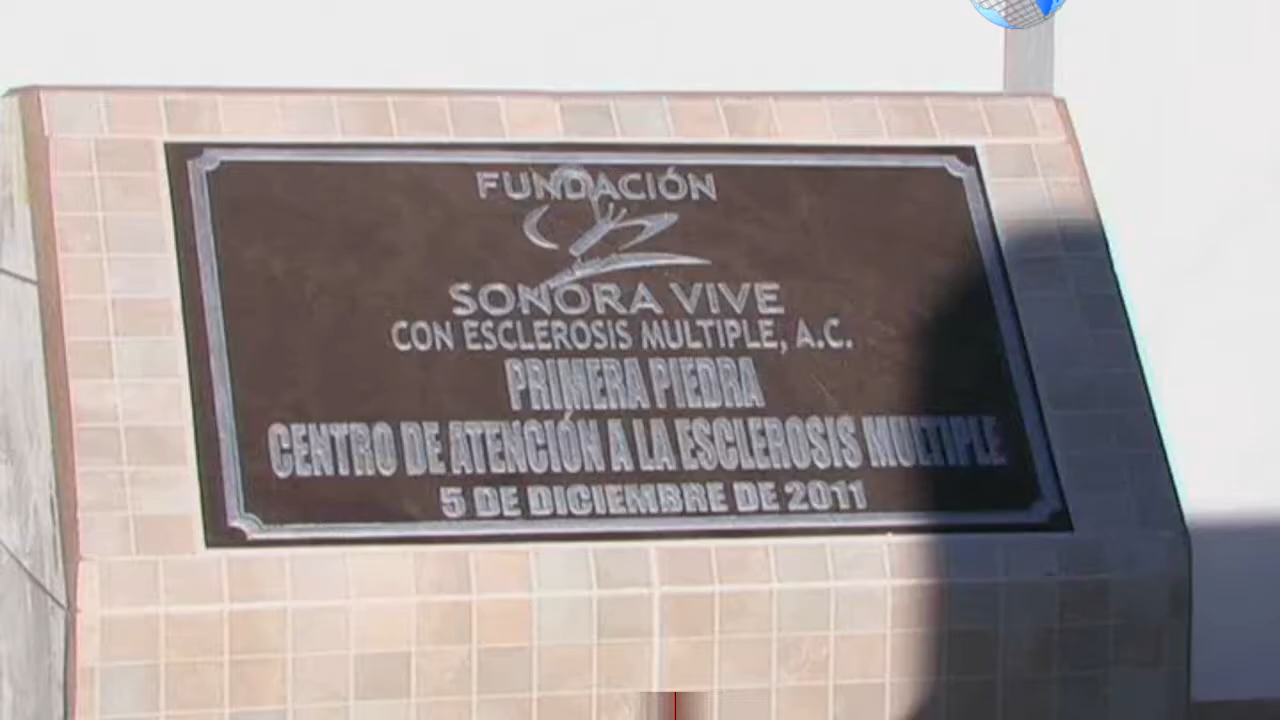 FUNDACIÓN
SONORA VIVE
CON ESCLEROSIS MULTIPLE, A.C.
PRIMERA PIEDRA
CENTRO DE ATENCIÓN A LA ESCLEROSIS MULTIPLE
5 DE DICIEMBRE DE 2011